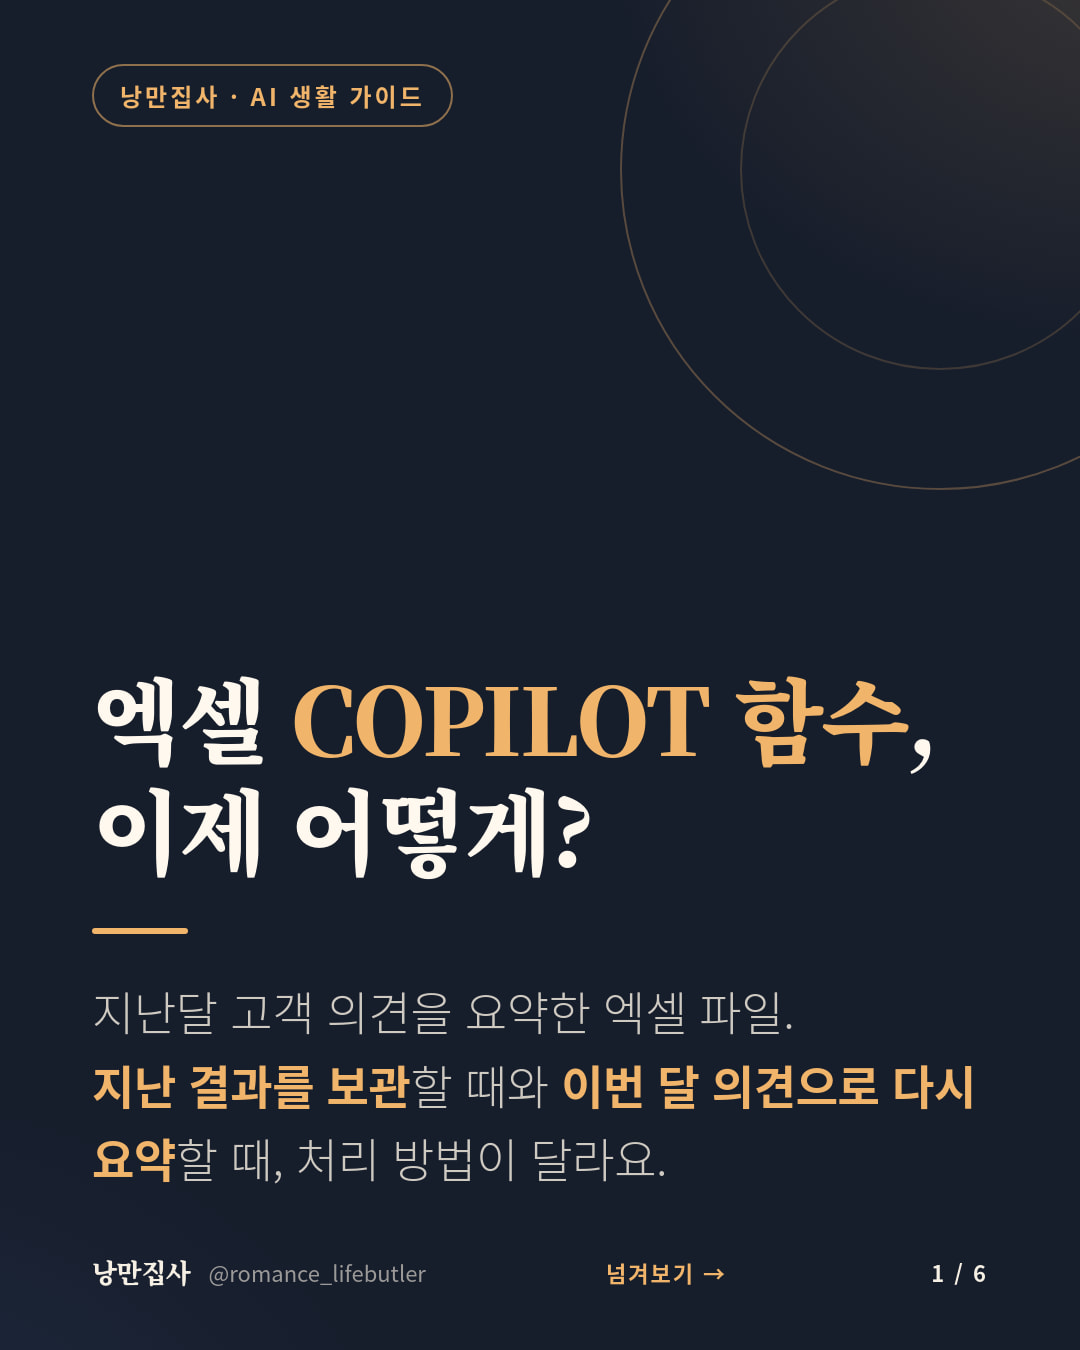 낭만집사 · AI 생활 가이드
엑셀 COPILOT 함수,
이제 어떻게?
지난달 고객 의견을 요약한 엑셀 파일.
지난 결과를 보관할 때와 이번 달 의견으로 다시
요약할 때, 처리 방법이 달라요.
낭만집사 @romance_lifebutler 넘겨보기 → 1 / 6